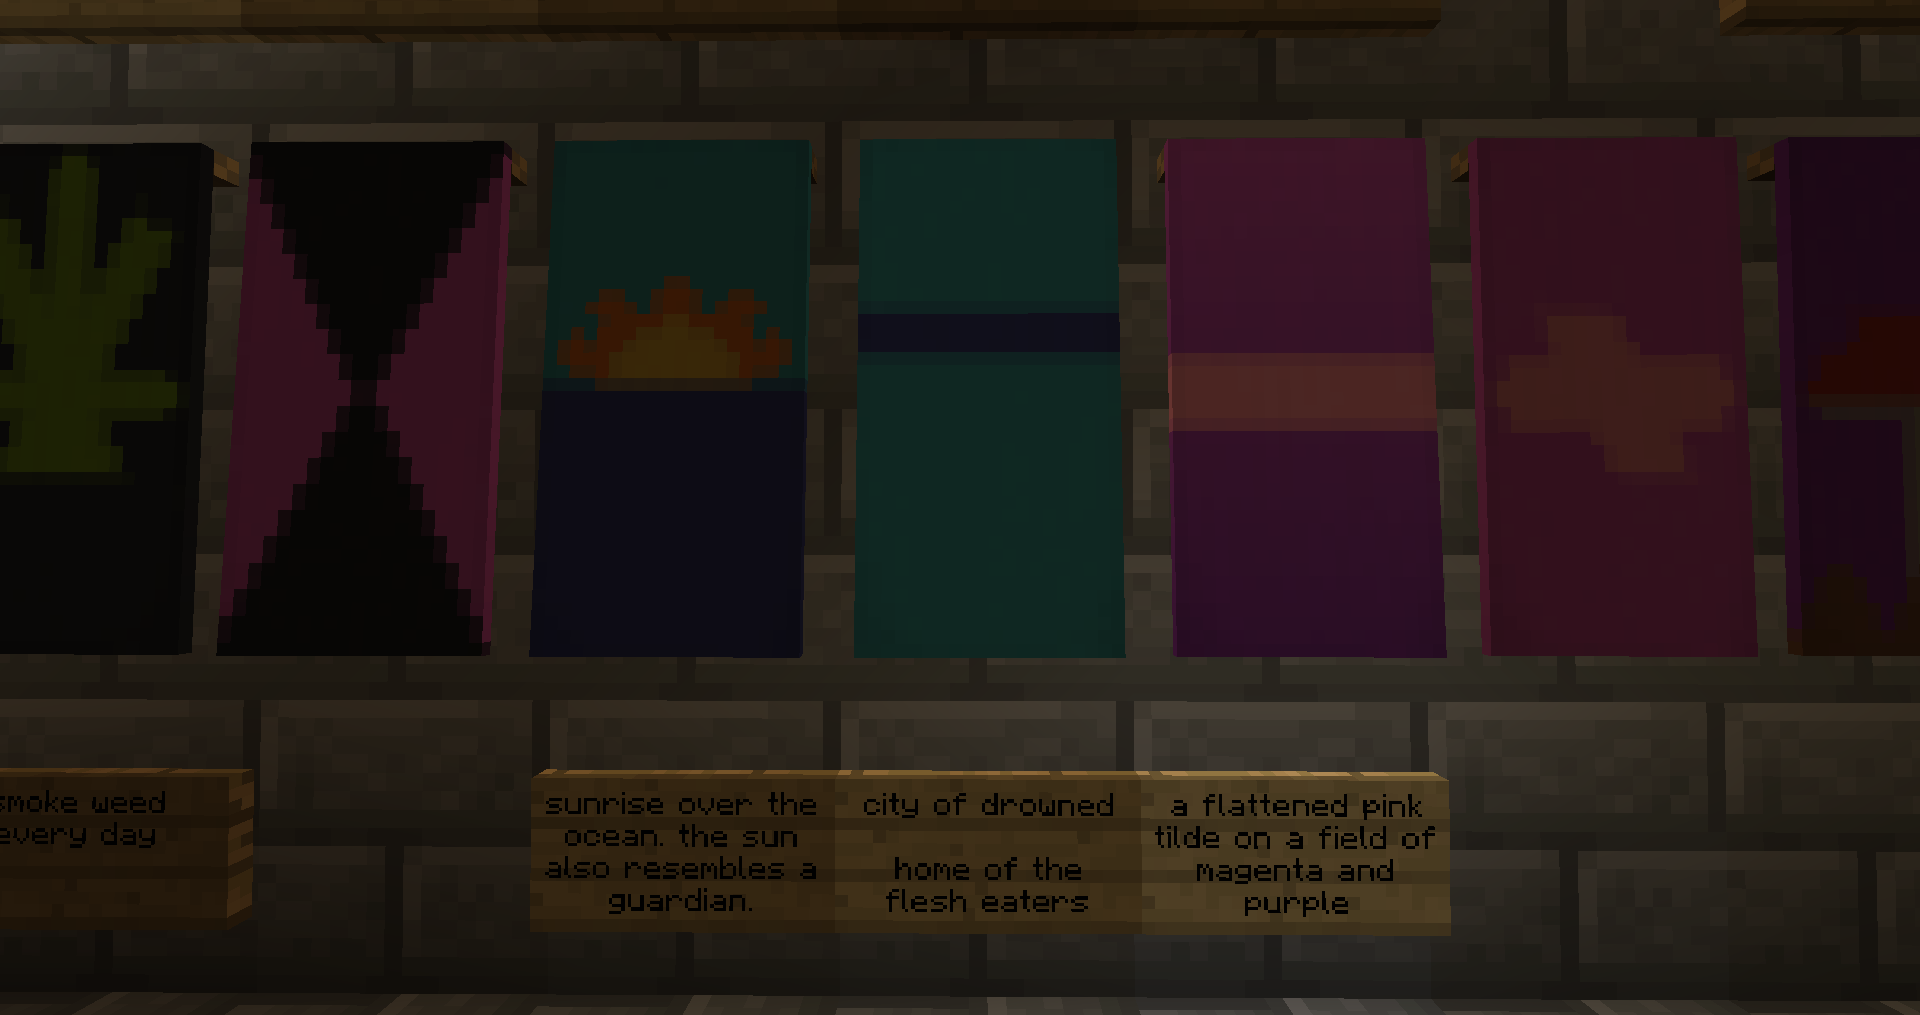 smoke weed
every day
sunrise over the
ocean. the sun
also resembles a
guardian.
city of drowned
home of the
flesh eaters
a flattened pink
tilde on a field of
magenta and
purple